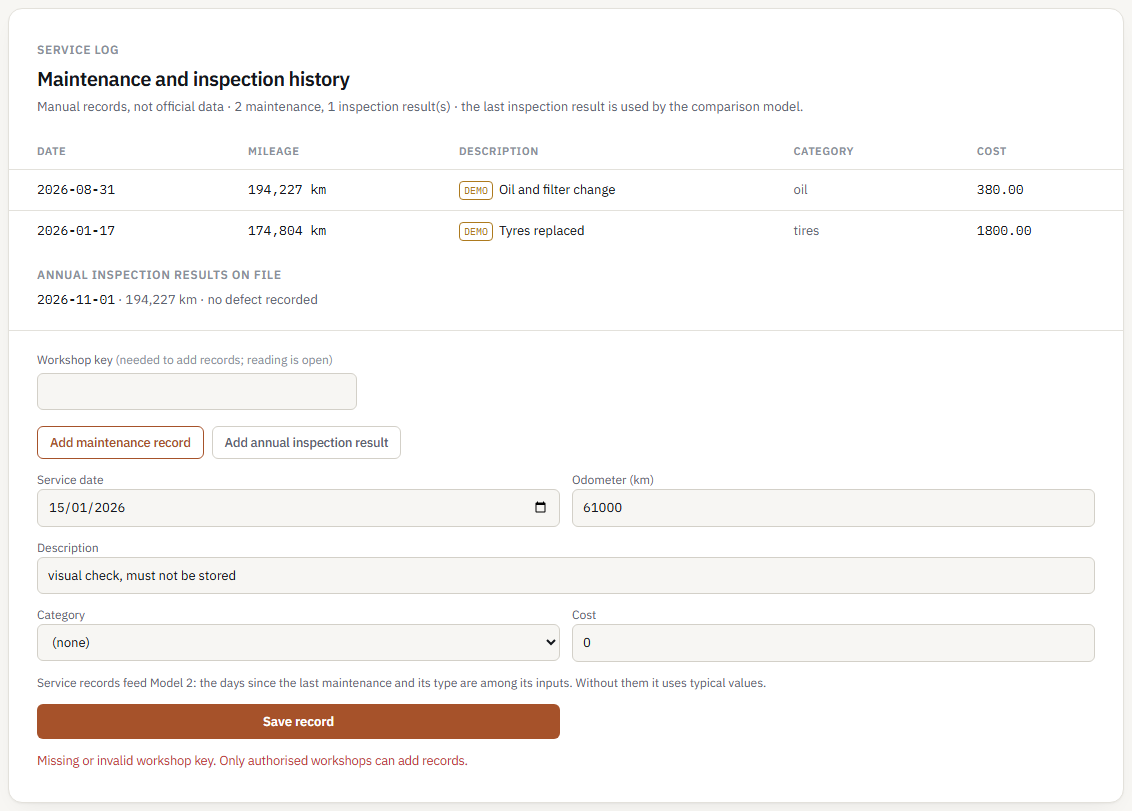 SERVICE LOG
Maintenance and inspection history
Manual records, not official data · 2 maintenance, 1 inspection result(s) · the last inspection result is used by the comparison model.
DATE MILEAGE DESCRIPTION CATEGORY COST
2026-08-31 194,227 km DEMO Oil and filter change oil 380.00
2026-01-17 174,804 km DEMO Tyres replaced tires 1800.00
ANNUAL INSPECTION RESULTS ON FILE
2026-11-01 · 194,227 km · no defect recorded
Workshop key (needed to add records; reading is open)
Add maintenance record Add annual inspection result
Service date Odometer (km)
15/01/2026 61000
Description
visual check, must not be stored
Category Cost
(none) 0
Service records feed Model 2: the days since the last maintenance and its type are among its inputs. Without them it uses typical values.
Save record
Missing or invalid workshop key. Only authorised workshops can add records.